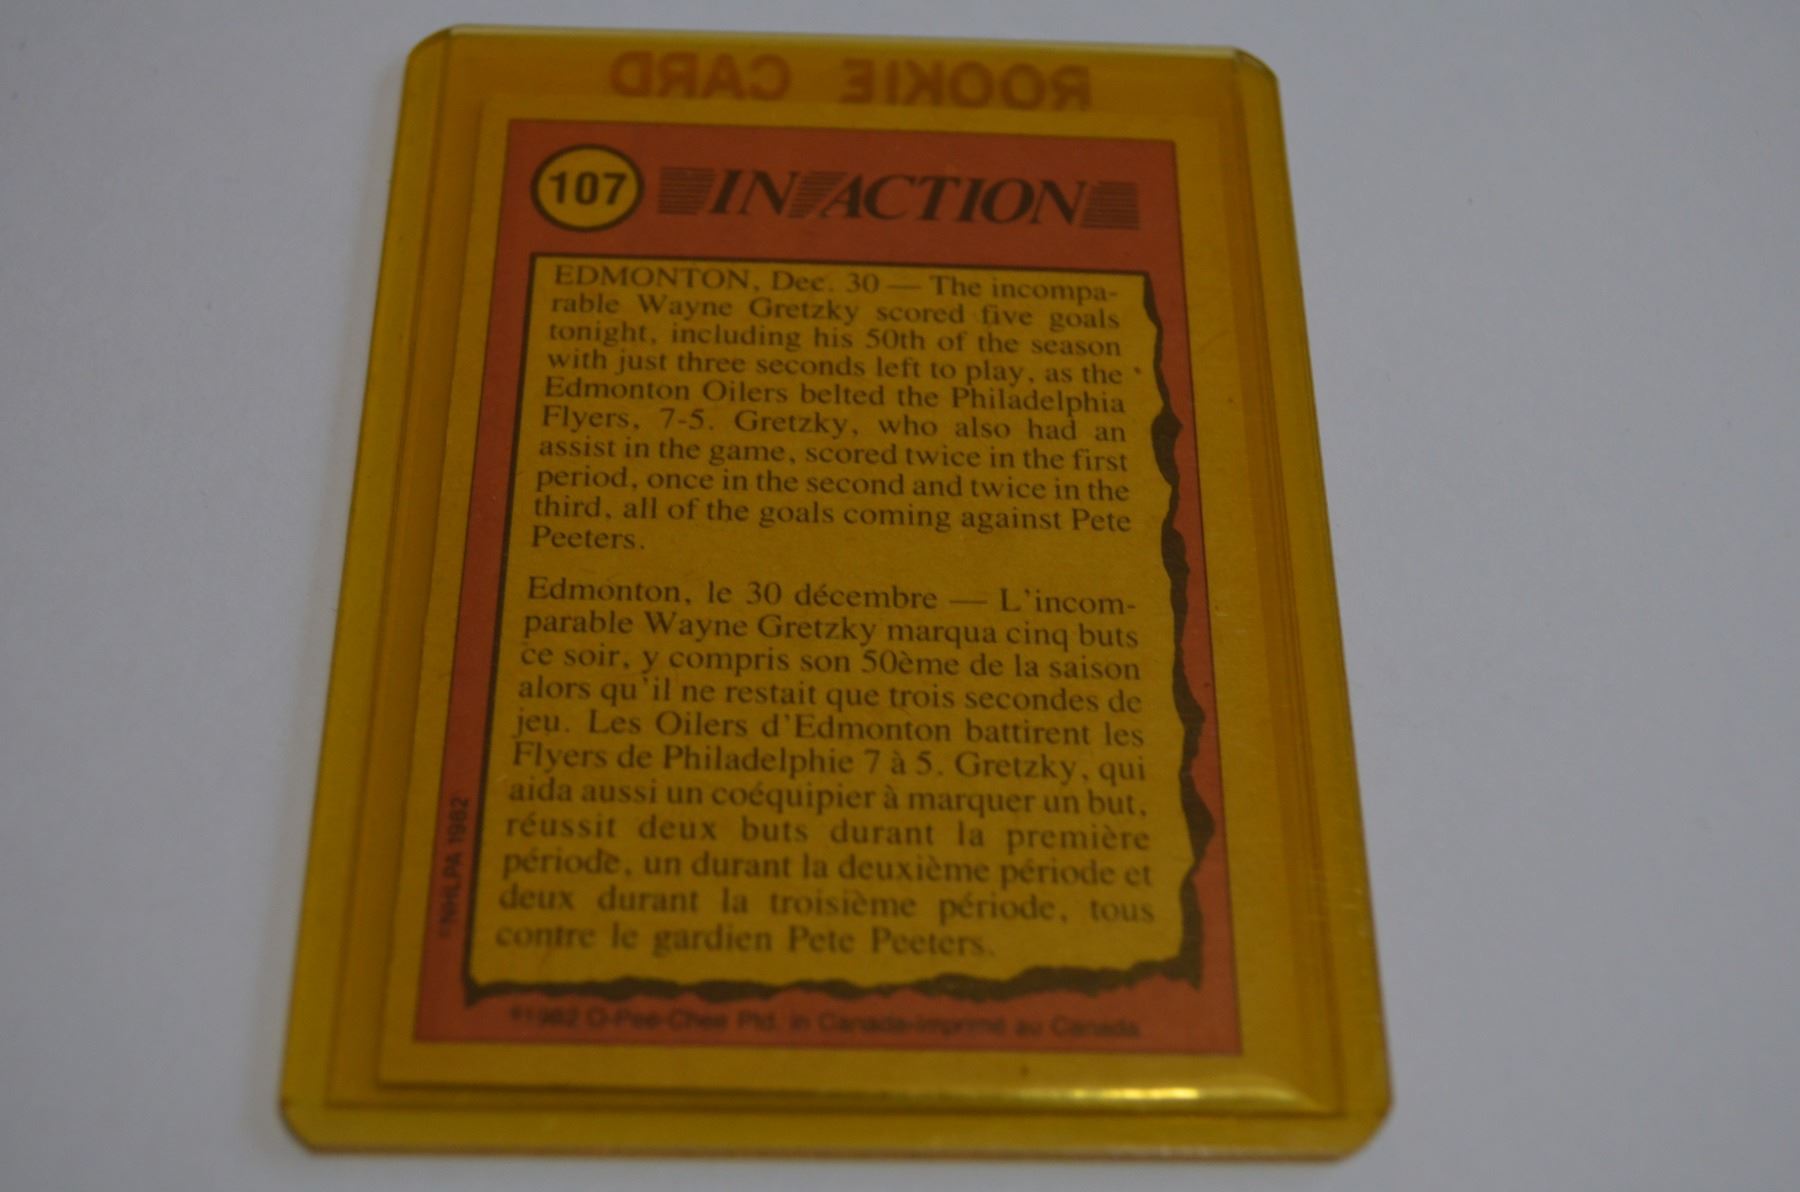 ROOKIE CARD
107 IN ACTION
EDMONTON, Dec. 30 — The incompa-
rable Wayne Gretzky scored five goals
tonight, including his 50th of the season
with just three seconds left to play, as the
Edmonton Oilers belted the Philadelphia
Flyers, 7-5. Gretzky, who also had an
assist in the game, scored twice in the first
period, once in the second and twice in the
third, all of the goals coming against Pete
Peeters.
Edmonton, le 30 décembre — L'incom-
parable Wayne Gretzky marqua cinq buts
ce soir, y compris son 50ème de la saison
alors qu'il ne restait que trois secondes de
jeu. Les Oilers d'Edmonton battirent les
Flyers de Philadelphie 7 à 5. Gretzky, qui
aida aussi un coéquipier à marquer un but,
réussit deux buts durant la première
période, un durant la deuxième période et
deux durant la troisième période, tous
contre le gardien Pete Peeters.
©NHLPA 1982
©1982 O-Pee-Chee Ptd. in Canada-Imprimé au Canada